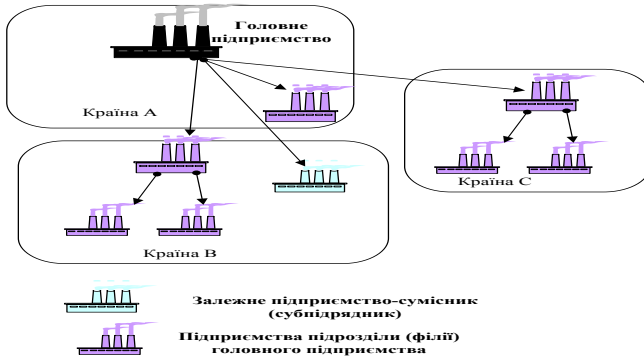 Головне
підприємство
Країна А
Країна С
Країна В
Залежне підприємство-сумісник
(субпідрядник)
Підприємства підрозділи (філії)
головного підприємства